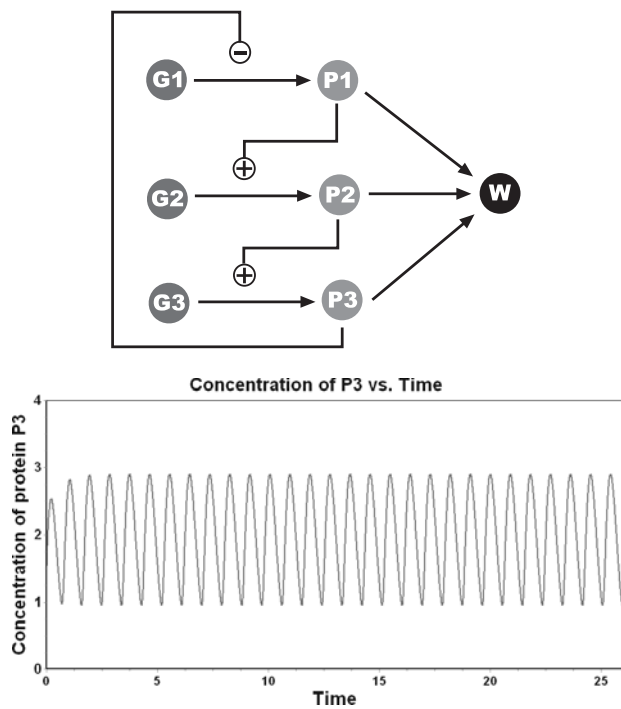 −
G1 P1
+
G2 P2 W
+
G3 P3
Concentration of P3 vs. Time
Concentration of protein P3
4
3
2
1
0
0 5 10 15 20 25
Time